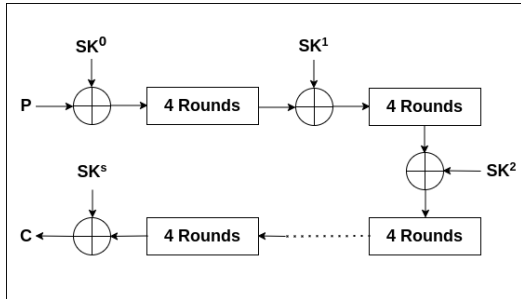 SK⁰ SK¹
P 4 Rounds 4 Rounds
SKˢ SK²
C 4 Rounds 4 Rounds